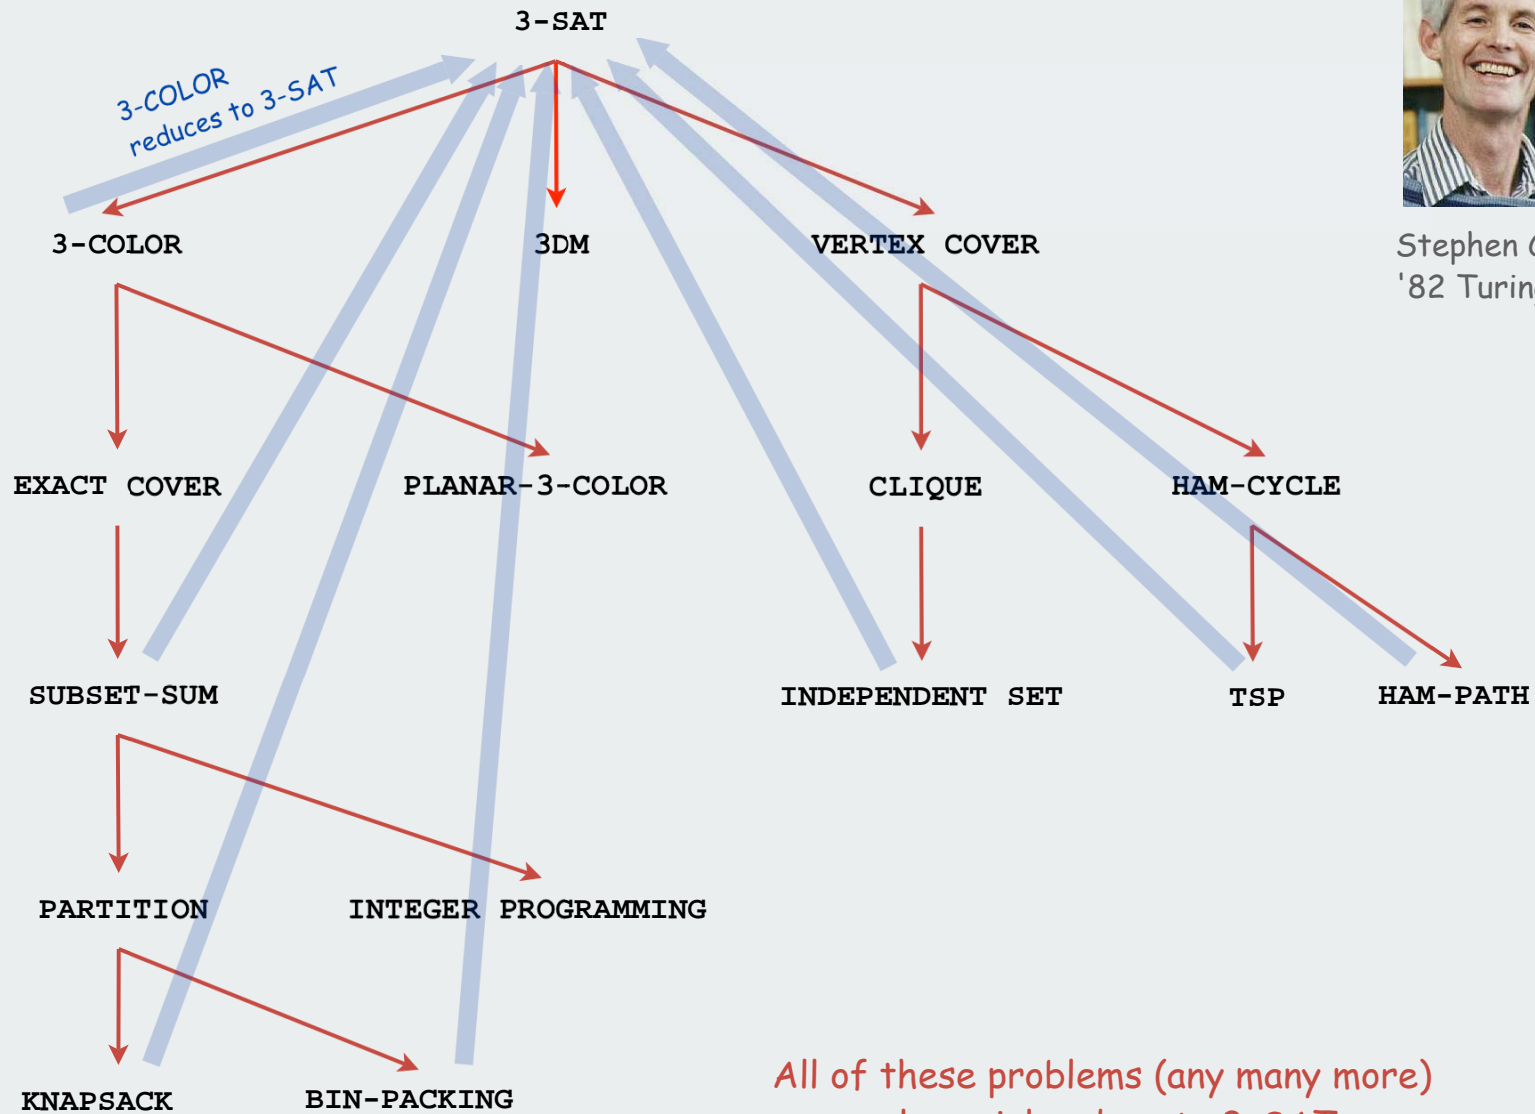 3-SAT
3-COLOR
reduces to 3-SAT
3-COLOR 3DM VERTEX COVER
Stephen
'82 Turing
EXACT COVER PLANAR-3-COLOR CLIQUE HAM-CYCLE
SUBSET-SUM INDEPENDENT SET TSP HAM-PATH
PARTITION INTEGER PROGRAMMING
All of these problems (any many more)
KNAPSACK BIN-PACKING